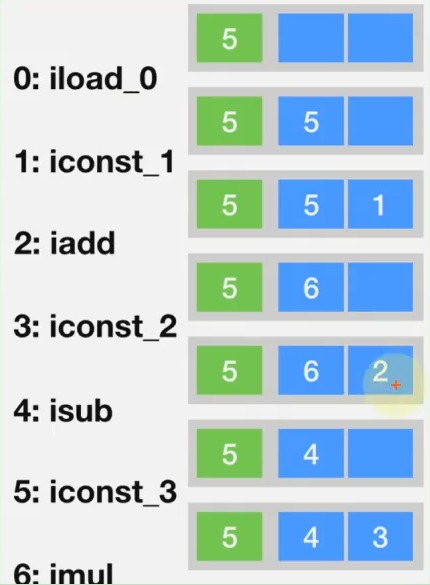 5
0: iload_0
5 5
1: iconst_1
5 5 1
2: iadd
5 6
3: iconst_2
5 6 2
4: isub
5 4
5: iconst_3
5 4 3
6: imul